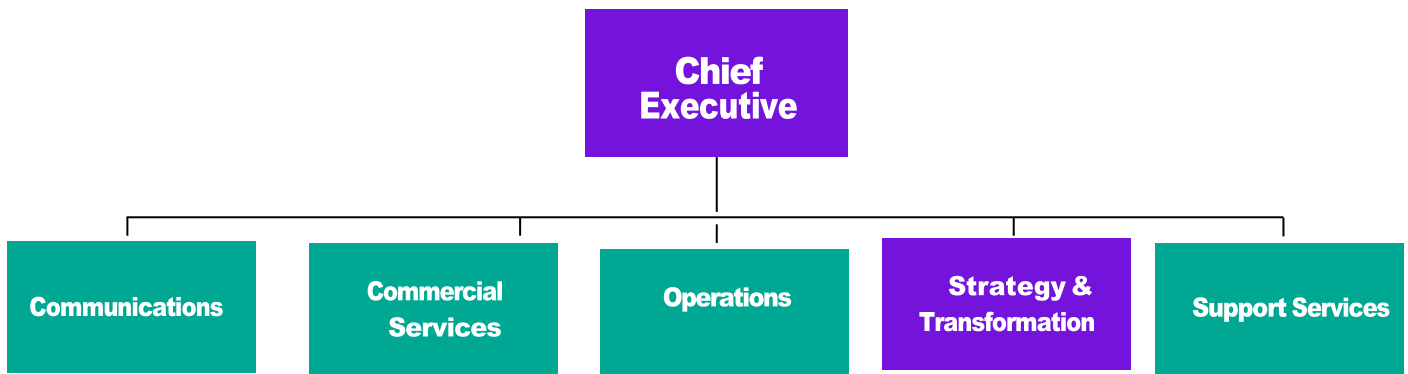 Chief
Executive
Communications
Commercial
Services
Operations
Strategy &
Transformation
Support Services